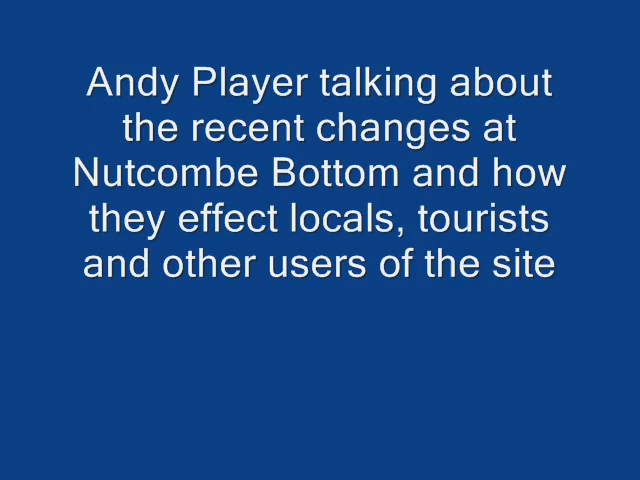 Andy Player talking about
the recent changes at
Nutcombe Bottom and how
they effect locals, tourists
and other users of the site